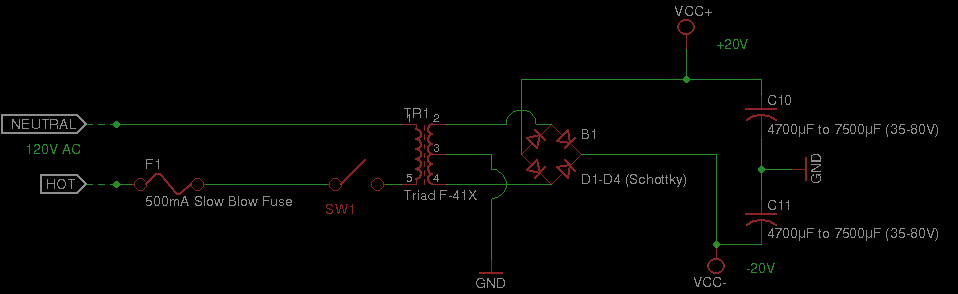 VCC+
+20V
NEUTRAL
120V AC
HOT
F1
500mA Slow Blow Fuse
SW1
TR1
1
2
3
5
4
Triad F-41X
B1
D1-D4 (Schottky)
C10
4700µF to 7500µF (35-80V)
GND
C11
4700µF to 7500µF (35-80V)
-20V
VCC-
GND